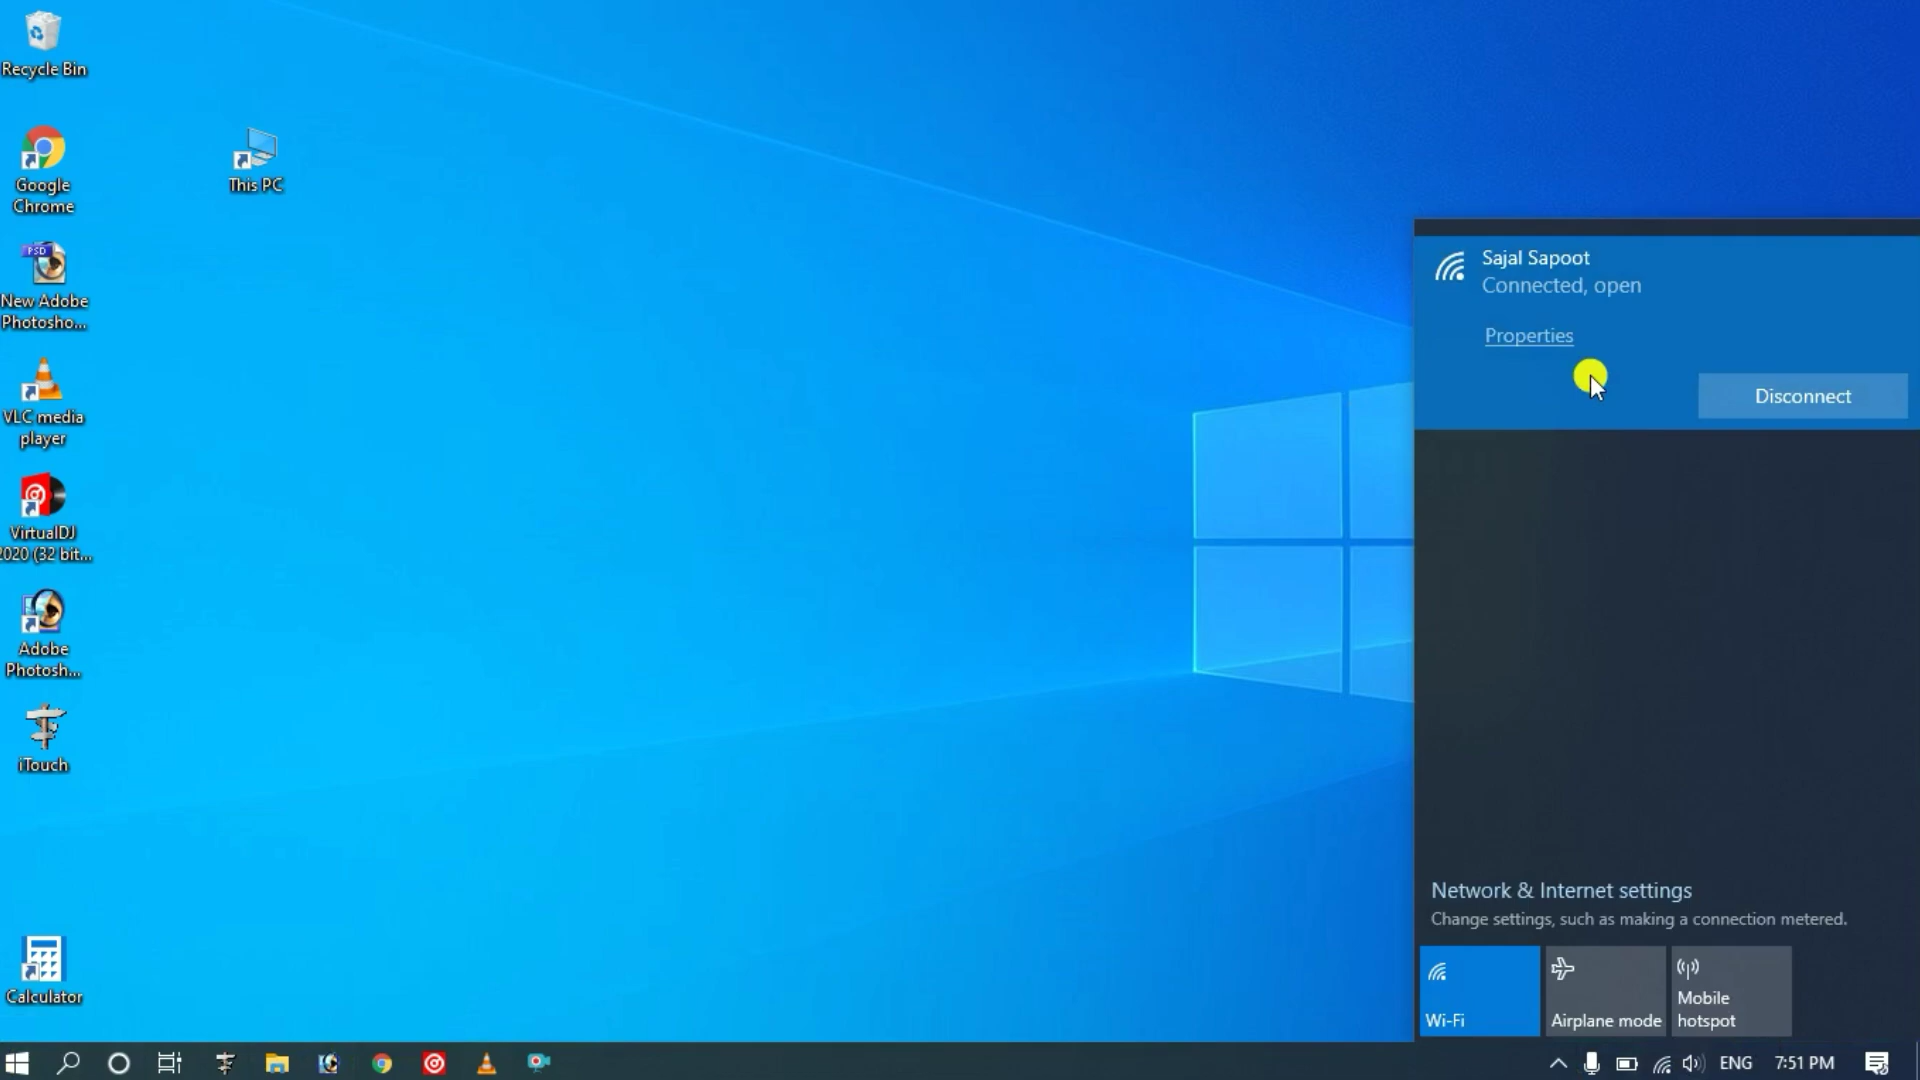 Recycle Bin
Google
Chrome
This PC
PSD
New Adobe
Photosho...
VLC media
player
VirtualDJ
2020 (32 bit...
Adobe
Photosh...
iTouch
Calculator
Sajal Sapoot
Connected, open
Properties
Disconnect
Network & Internet settings
Change settings, such as making a connection metered.
Wi-Fi
Airplane mode
Mobile
hotspot
ENG
7:51 PM